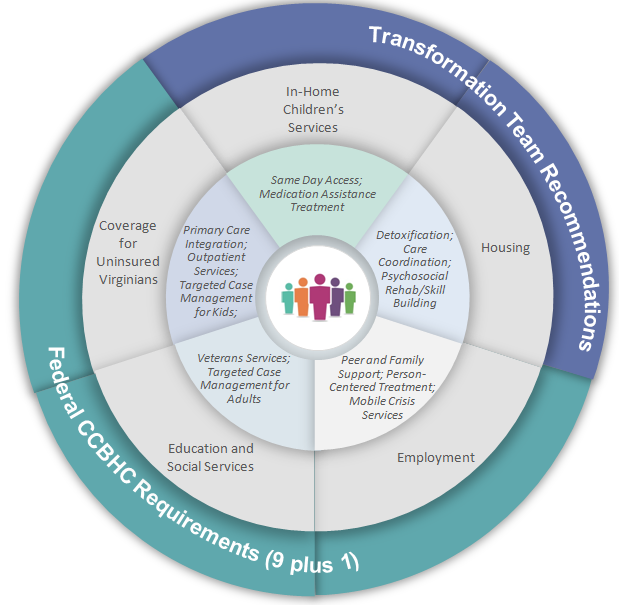 Transformation Team Recommendations
In-Home
Children's
Services
Same Day Access;
Medication Assistance
Treatment
Coverage
for
Uninsured
Virginians
Primary Care
Integration;
Outpatient
Services;
Targeted Case
Management
for Kids;
Detoxification;
Care
Coordination;
Psychosocial
Rehab/Skill
Building
Housing
Veterans Services;
Targeted Case
Management for
Adults
Peer and Family
Support; Person-
Centered Treatment;
Mobile Crisis
Services
Education and
Social Services
Employment
Federal CCBHC Requirements (9 plus 1)